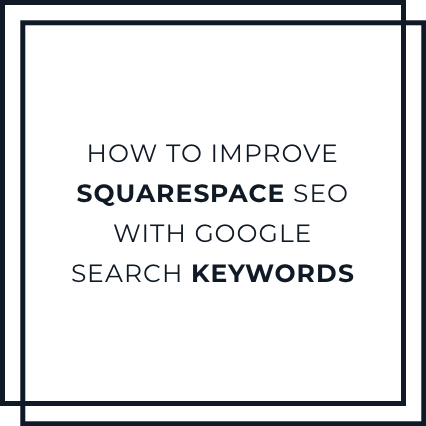 HOW TO IMPROVE
SQUARESPACE SEO
WITH GOOGLE
SEARCH KEYWORDS